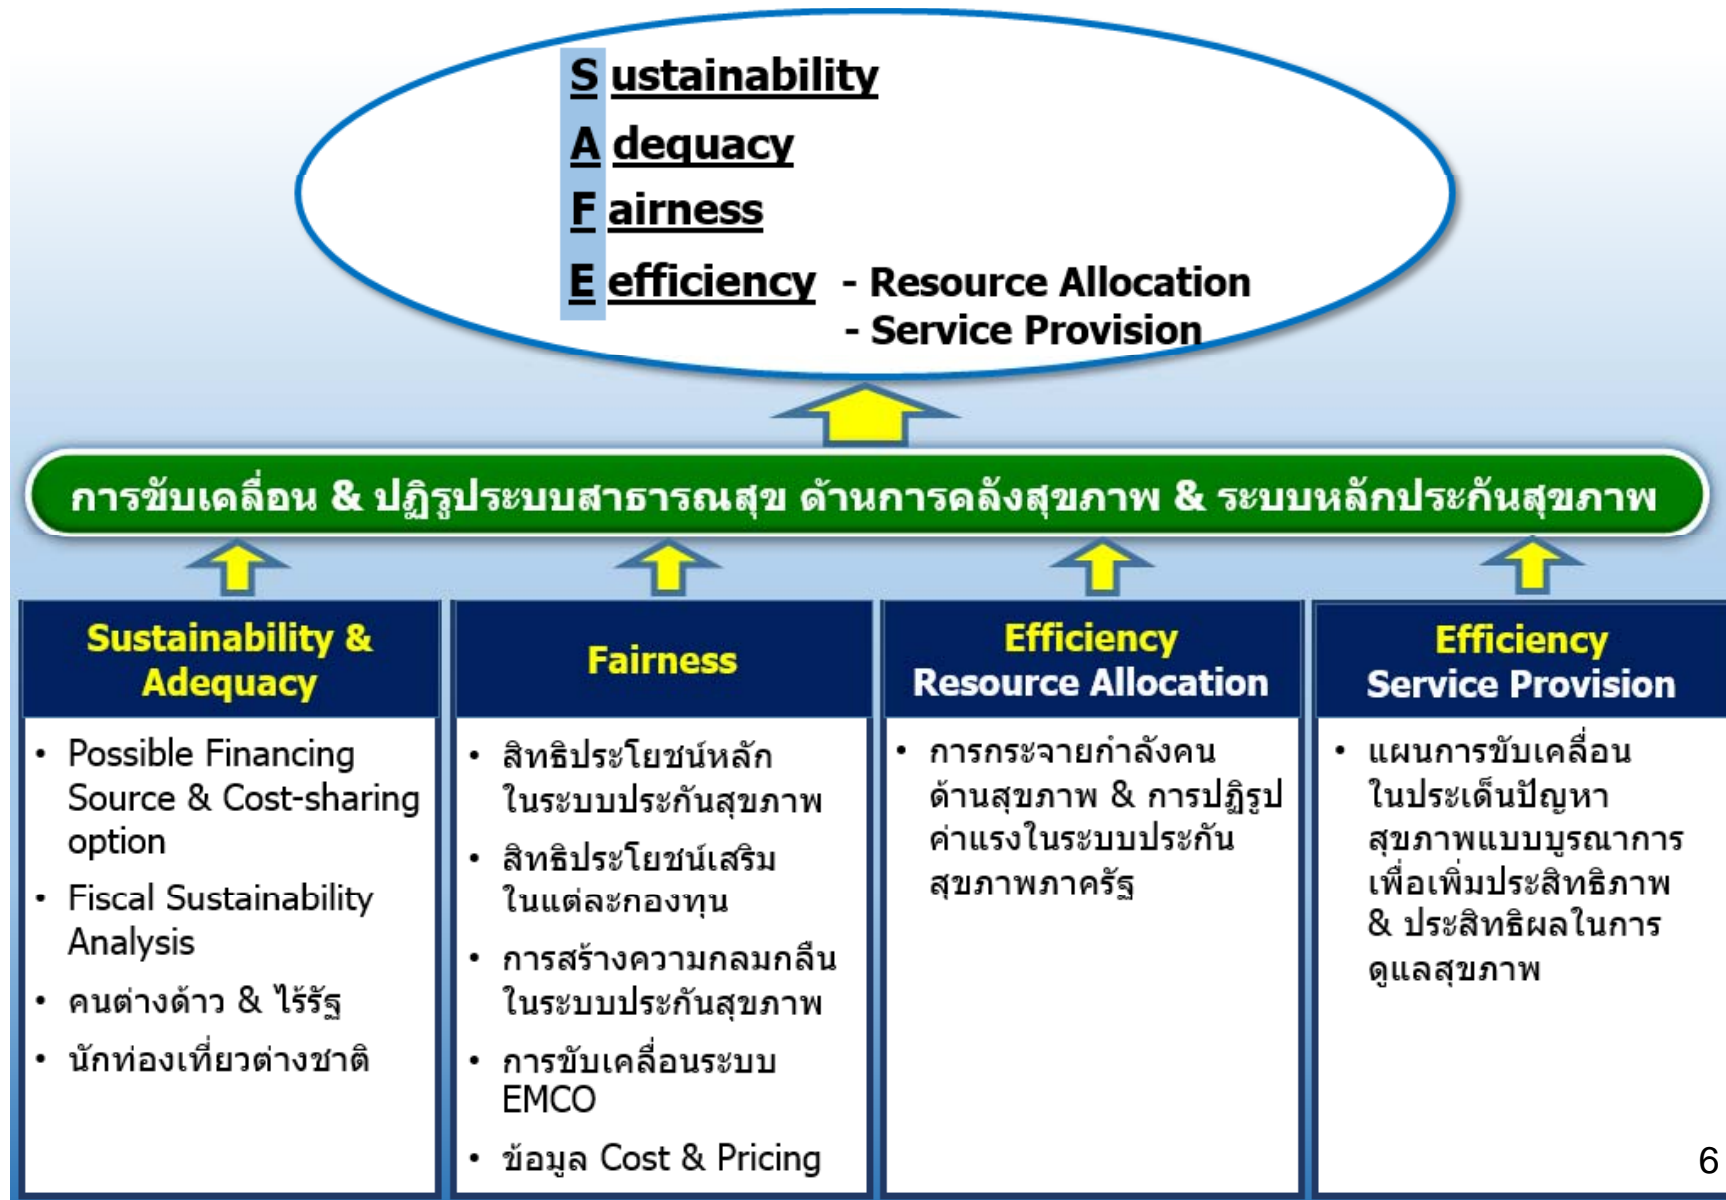 S ustainability
A dequacy
F airness
E efficiency - Resource Allocation
- Service Provision
การขับเคลื่อน & ปฏิรูประบบสาธารณสุข ด้านการคลังสุขภาพ & ระบบหลักประกันสุขภาพ
Sustainability &
Adequacy
• Possible Financing
Source & Cost-sharing
option
• Fiscal Sustainability
Analysis
• คนต่างด้าว & ไร้รัฐ
• นักท่องเที่ยวต่างชาติ
Fairness
• สิทธิประโยชน์หลัก
ในระบบประกันสุขภาพ
• สิทธิประโยชน์เสริม
ในแต่ละกองทุน
• การสร้างความกลมกลืน
ในระบบประกันสุขภาพ
• การขับเคลื่อนระบบ
EMCO
• ข้อมูล Cost & Pricing
Efficiency
Resource Allocation
• การกระจายกำลังคน
ด้านสุขภาพ & การปฏิรูป
ค่าแรงในระบบประกัน
สุขภาพภาครัฐ
Efficiency
Service Provision
• แผนการขับเคลื่อน
ในประเด็นปัญหา
สุขภาพแบบบูรณาการ
เพื่อเพิ่มประสิทธิภาพ
& ประสิทธิผลในการ
ดูแลสุขภาพ
6